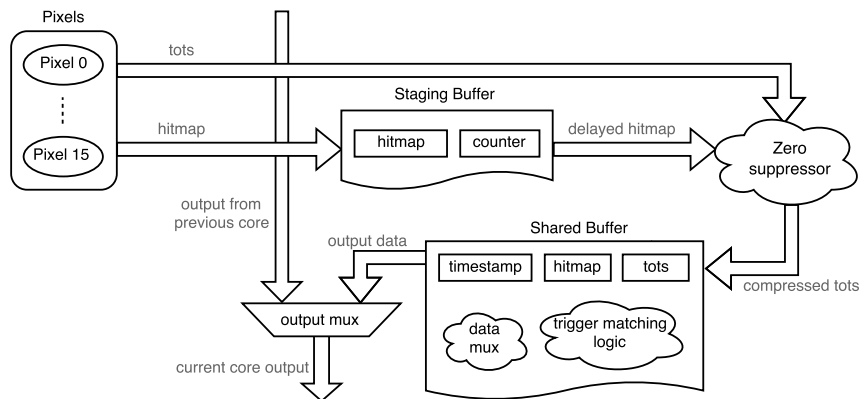 Pixels
Pixel 0
tots
Pixel 15
hitmap
Staging Buffer
hitmap
counter
delayed hitmap
Zero
suppressor
output from
previous core
output data
Shared Buffer
timestamp
hitmap
tots
compressed tots
output mux
data
mux
trigger matching
logic
current core output